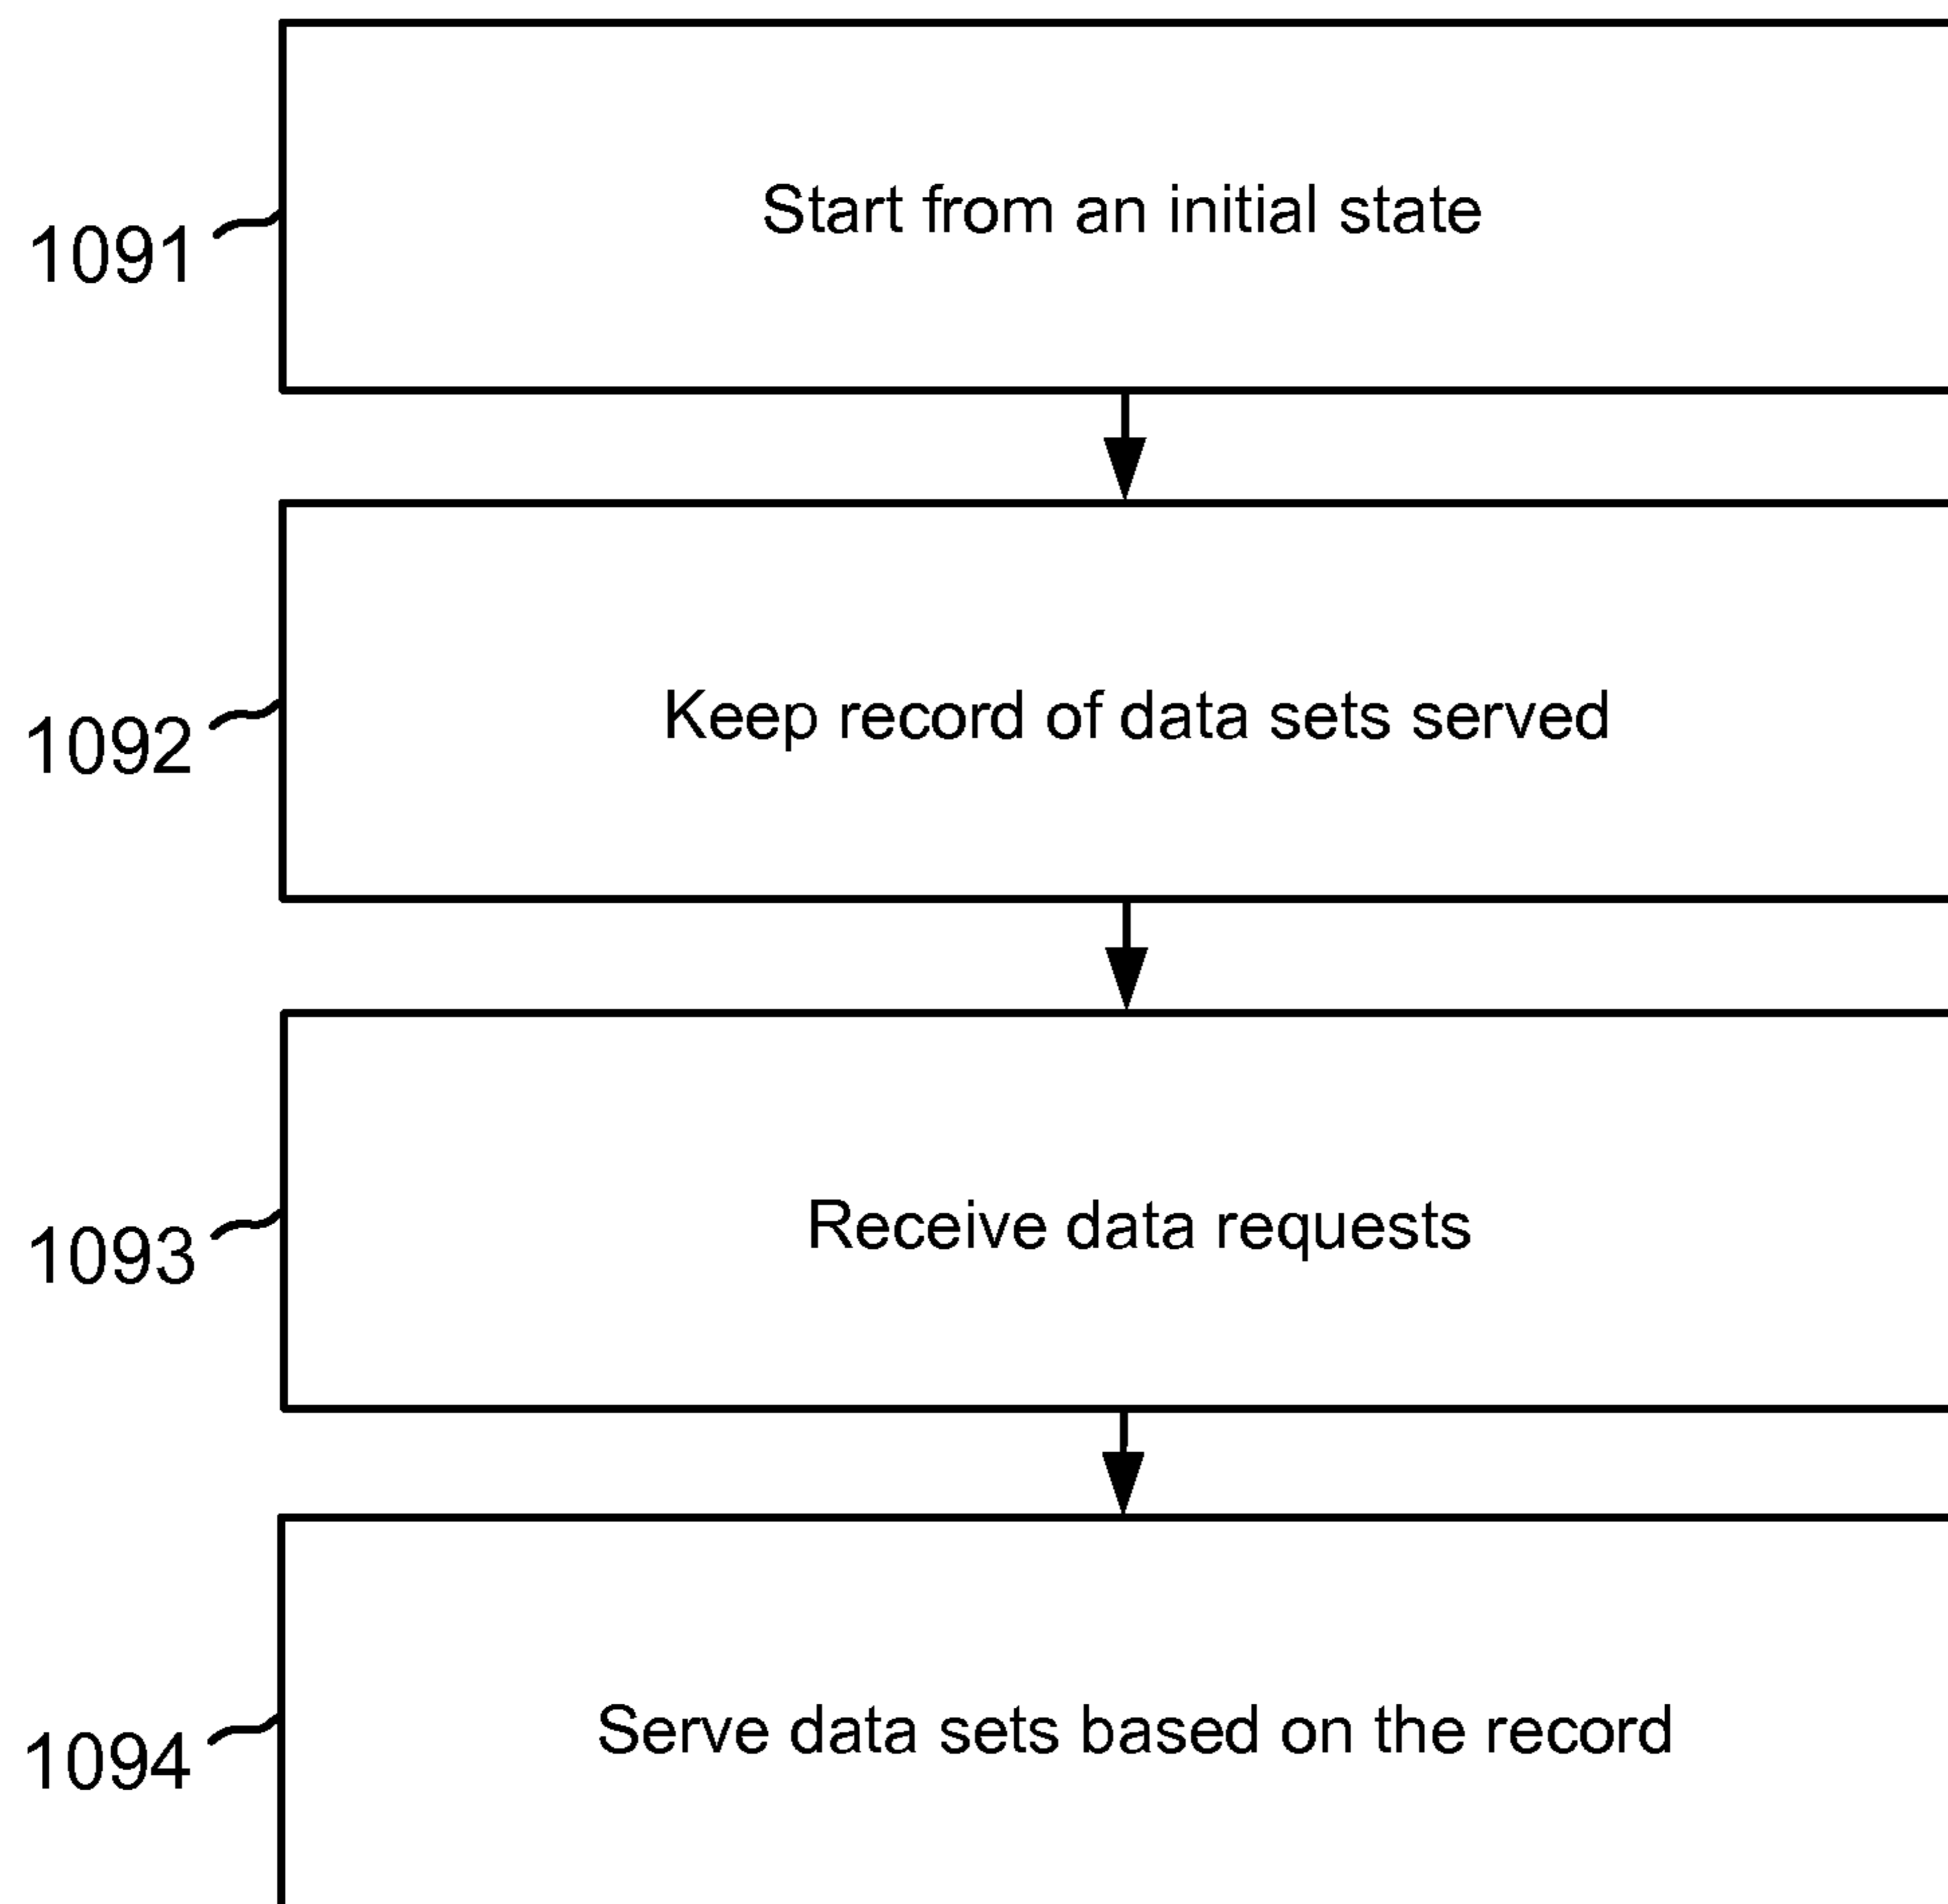 Start from an initial state
1091
Keep record of data sets served
1092
Receive data requests
1093
Serve data sets based on the record
1094